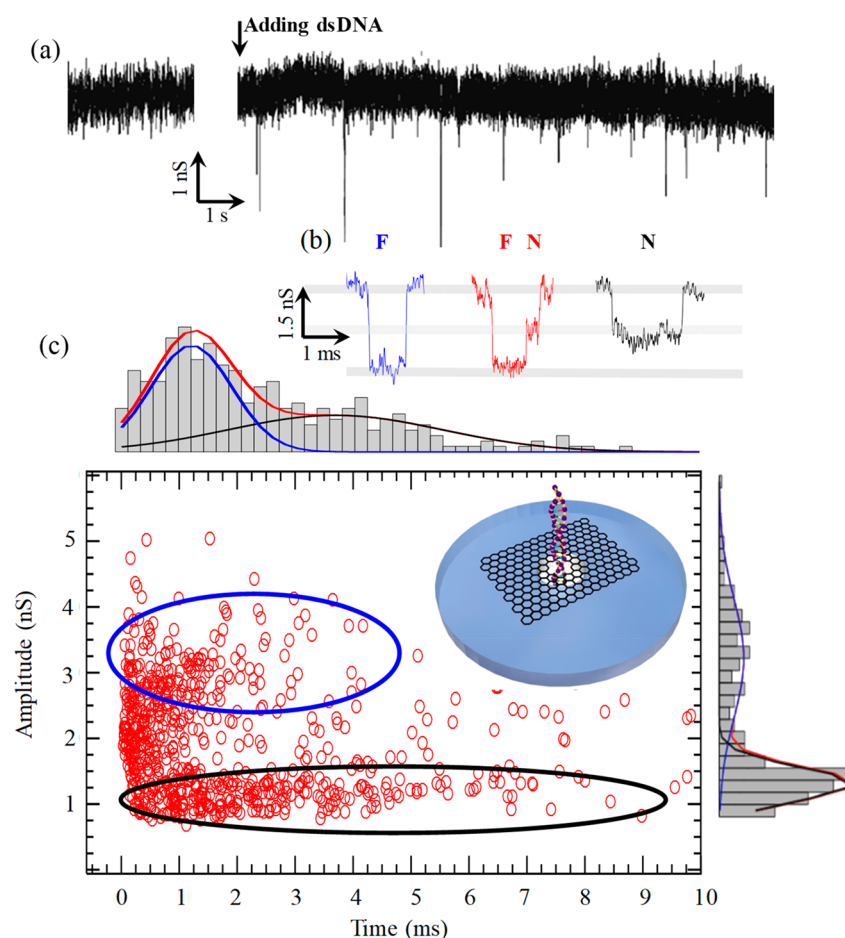 Adding dsDNA
(a)
1 nS
1 s
(b)
F
F N
N
1.5 nS
1 ms
(c)
5
4
3
2
1
Amplitude (nS)
0 1 2 3 4 5 6 7 8 9 10
Time (ms)